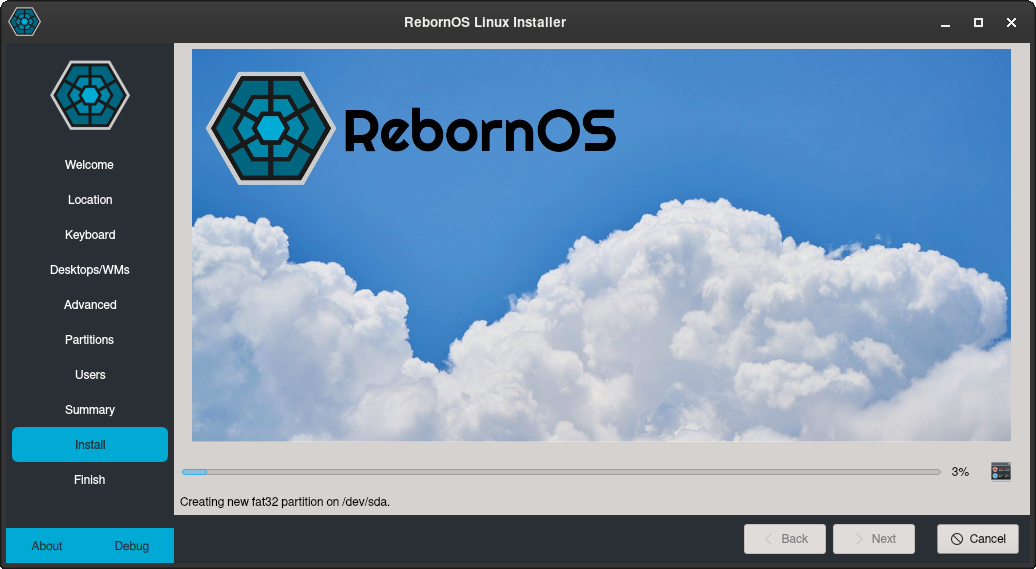 RebornOS Linux Installer
Welcome
Location
Keyboard
Desktops/WMs
Advanced
Partitions
Users
Summary
Install
Finish
About
Debug
RebornOS
3%
Creating new fat32 partition on /dev/sda.
Back
Next
Cancel